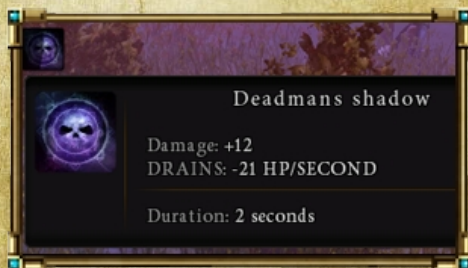 Deadmans shadow
Damage: +12
DRAINS: -21 HP/SECOND
Duration: 2 seconds